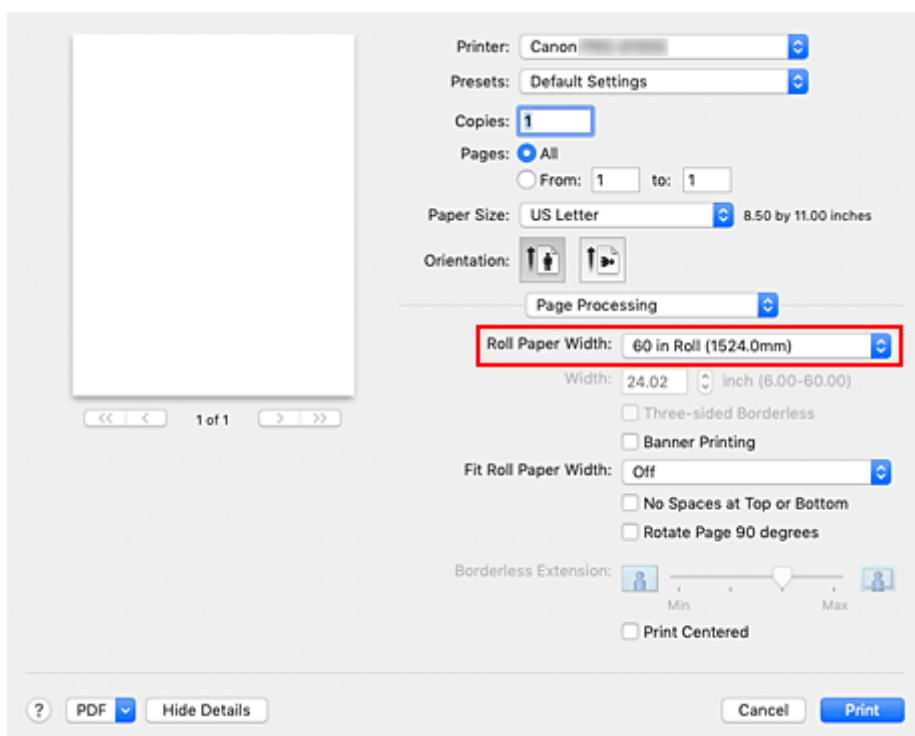 Printer: Canon
Presets: Default Settings
Copies: 1
Pages: All
From: 1 to: 1
Paper Size: US Letter 8.50 by 11.00 inches
Orientation:
Page Processing
Roll Paper Width: 60 in Roll (1524.0mm)
Width: 24.02 inch (6.00-60.00)
Three-sided Borderless
1 of 1
Banner Printing
Fit Roll Paper Width: Off
No Spaces at Top or Bottom
Rotate Page 90 degrees
Borderless Extension:
Min Max
Print Centered
? PDF Hide Details Cancel Print